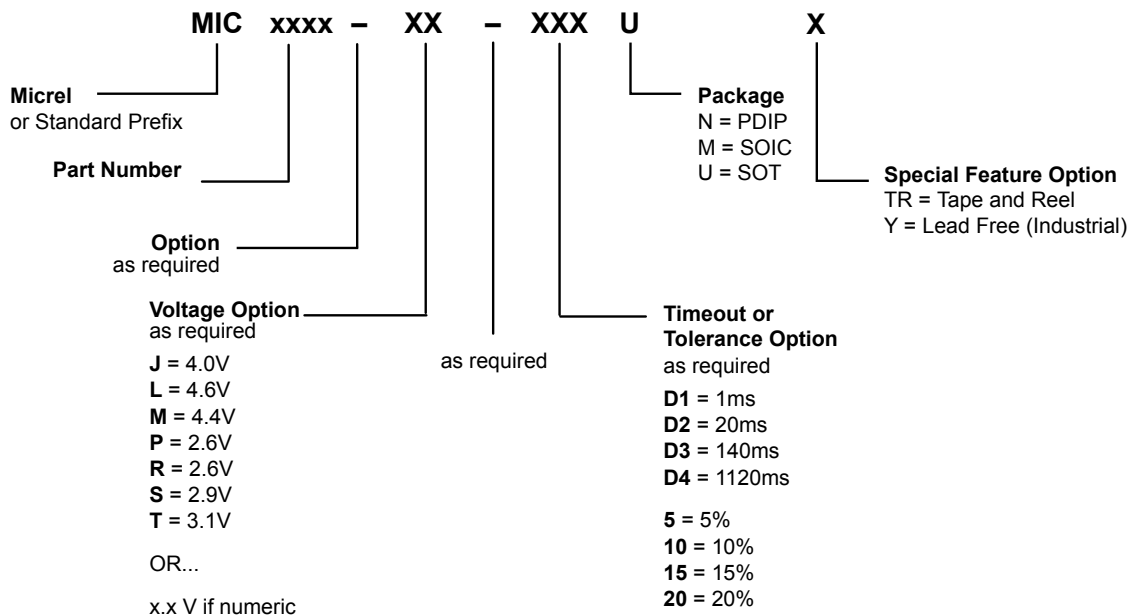 MIC xxxx – XX – XXX U X
Micrel
or Standard Prefix
Part Number
Option
as required
Voltage Option
as required
J = 4.0V
L = 4.6V
M = 4.4V
P = 2.6V
R = 2.6V
S = 2.9V
T = 3.1V
OR...
x.x V if numeric
as required
Timeout or
Tolerance Option
as required
D1 = 1ms
D2 = 20ms
D3 = 140ms
D4 = 1120ms
5 = 5%
10 = 10%
15 = 15%
20 = 20%
Package
N = PDIP
M = SOIC
U = SOT
Special Feature Option
TR = Tape and Reel
Y = Lead Free (Industrial)